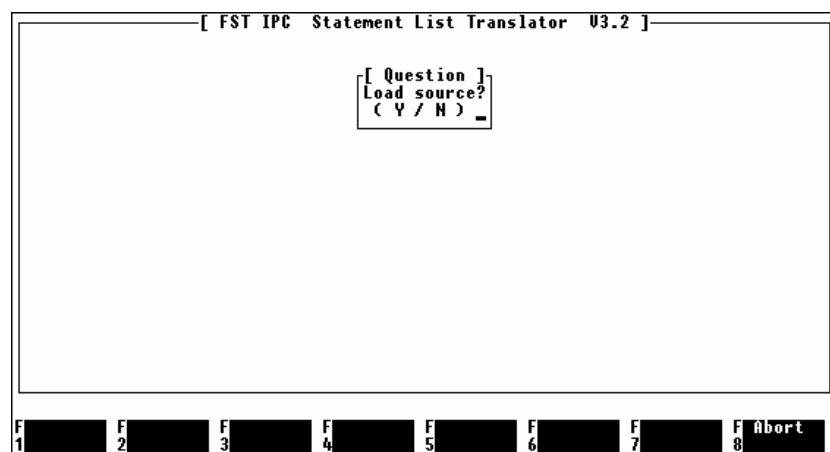 [ FST IPC Statement List Translator V3.2 ]
[ Question ]
Load source?
( Y / N ) _
F1 F2 F3 F4 F5 F6 F7 F8 Abort